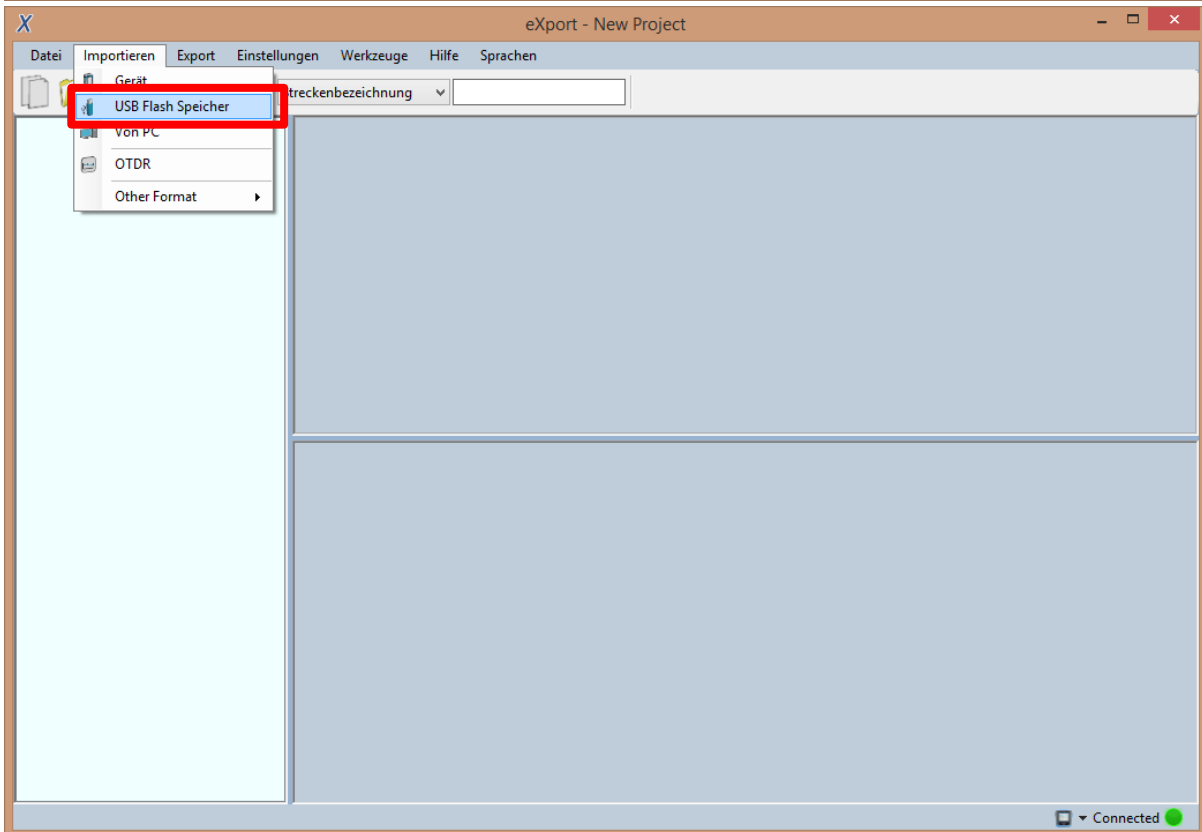 X eXport - New Project
Datei Importieren Export Einstellungen Werkzeuge Hilfe Sprachen
Gerät
treckenbezeichnung
USB Flash Speicher
Von PC
OTDR
Other Format
Connected